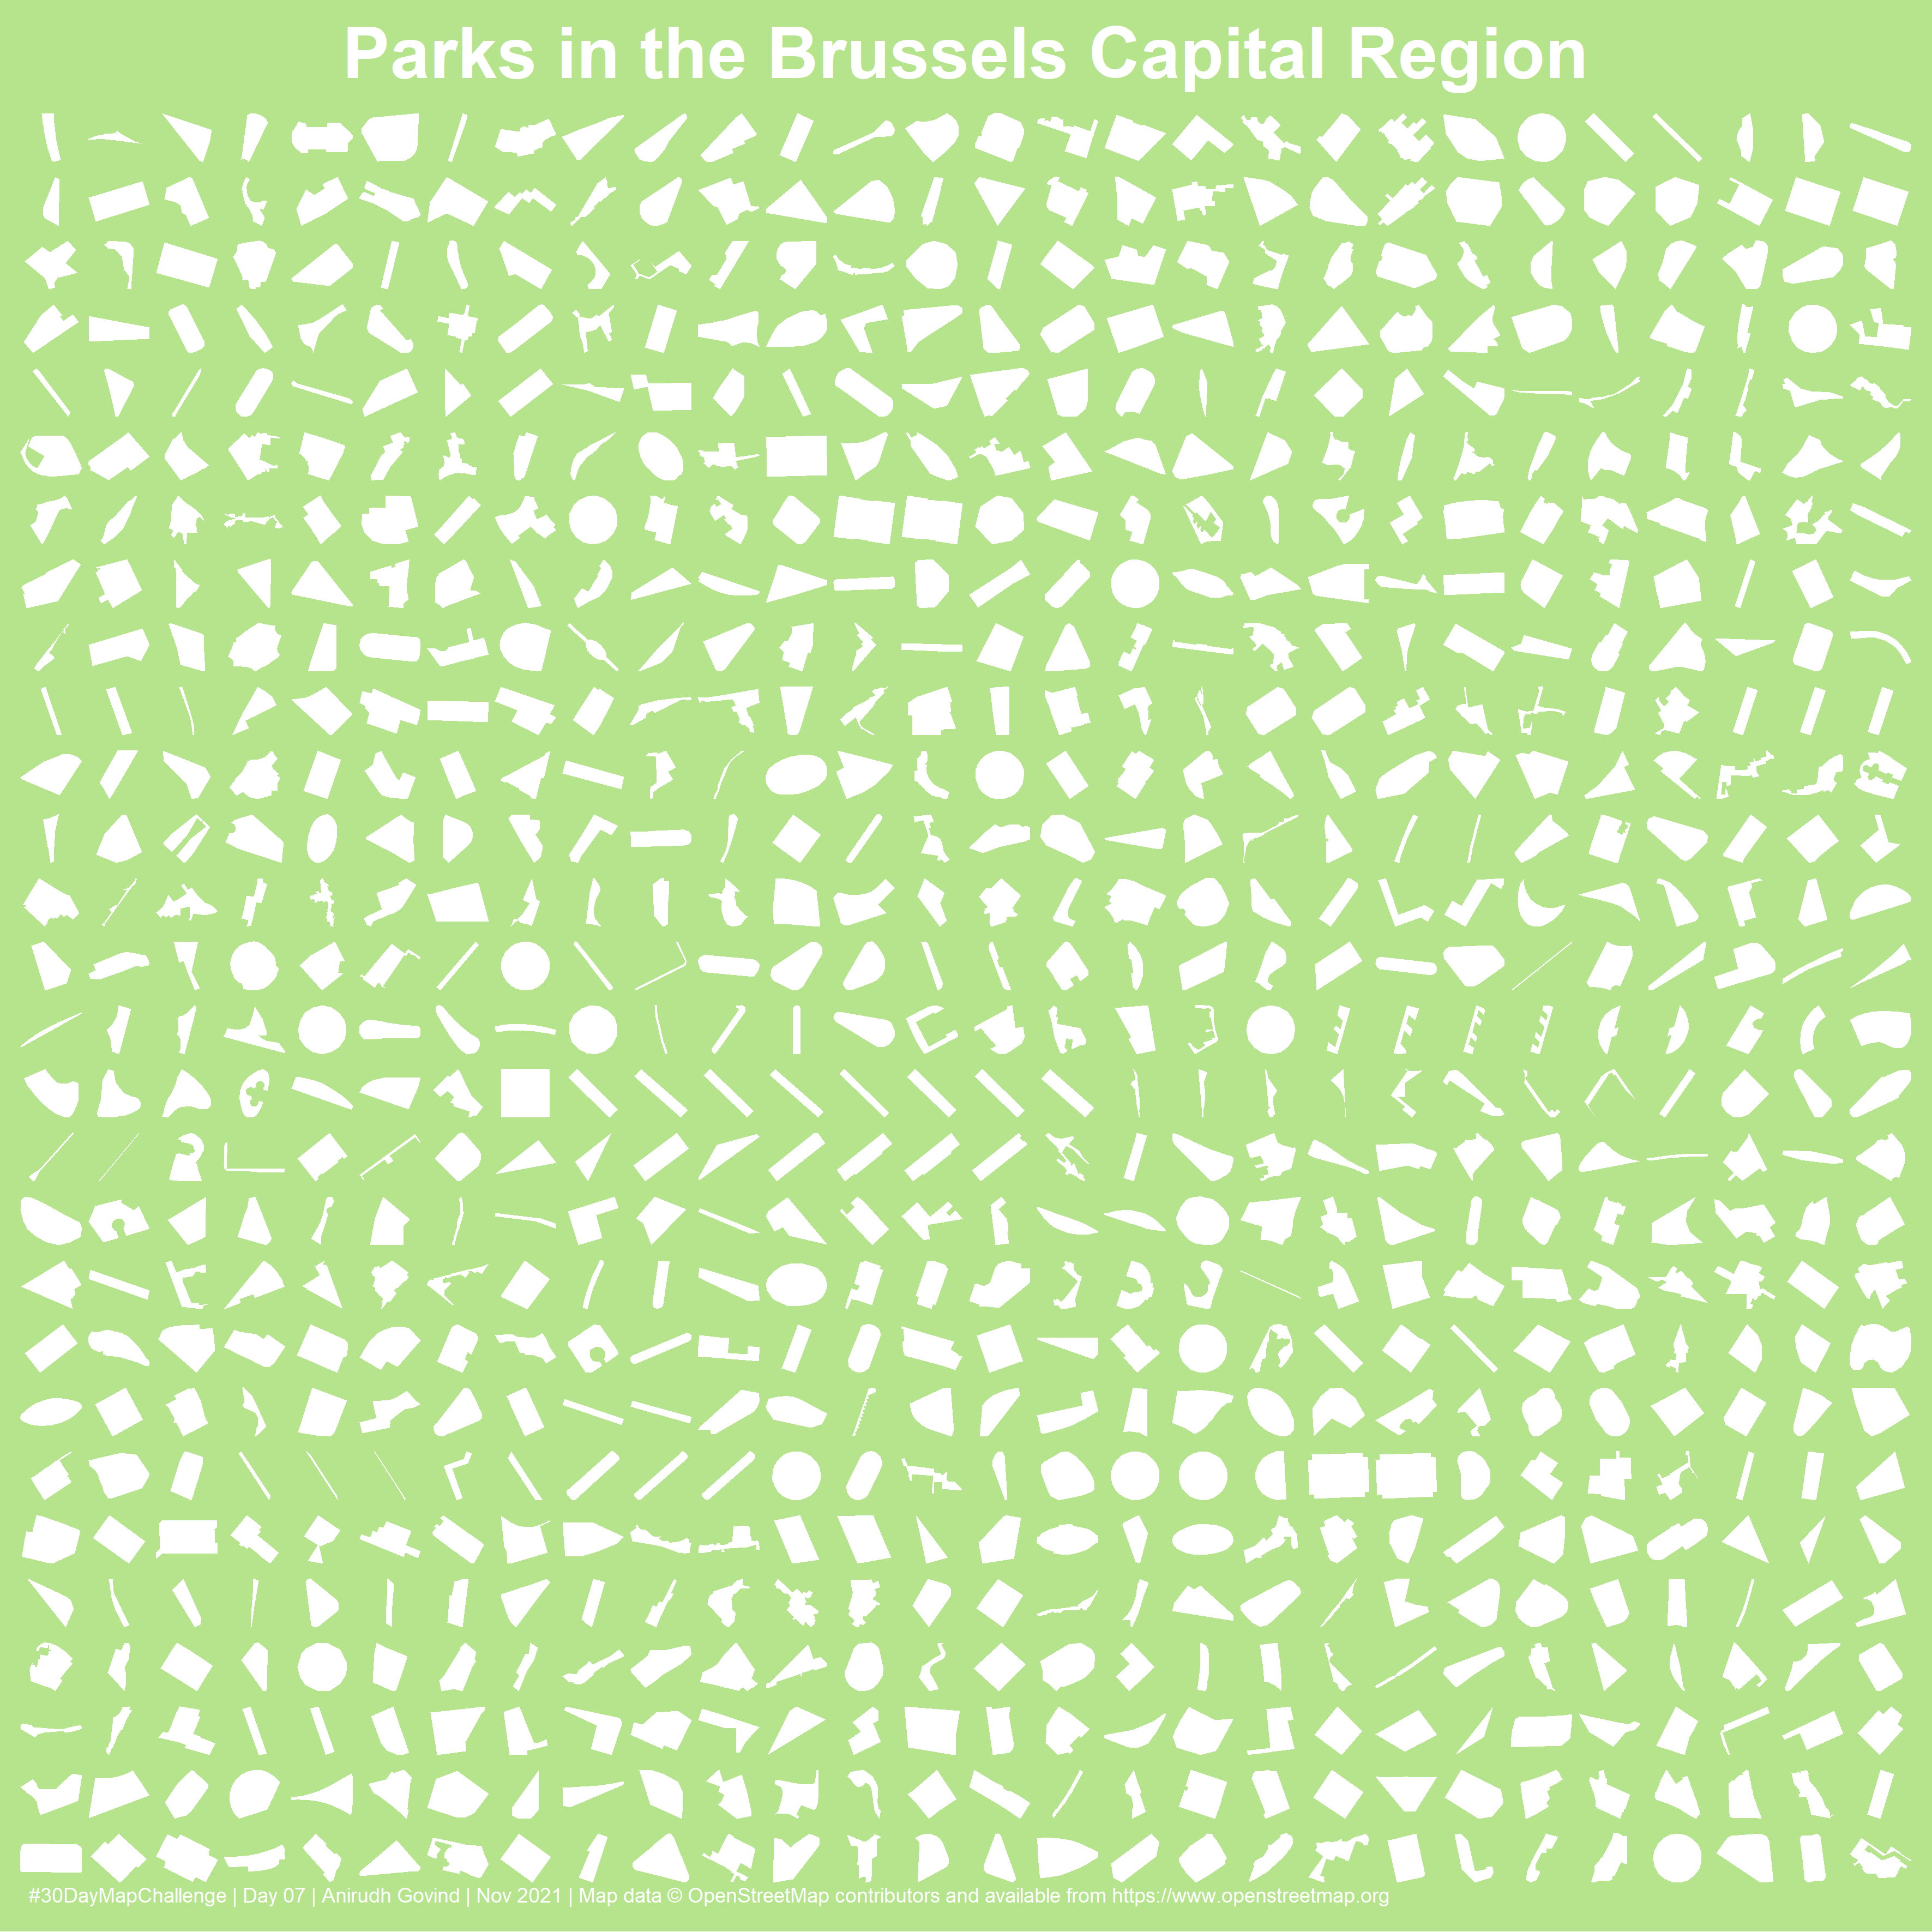 Parks in the Brussels Capital Region
#30DayMapChallenge | Day 07 | Anirudh Govind | Nov 2021 | Map data © OpenStreetMap contributors and available from https://www.openstreetmap.org